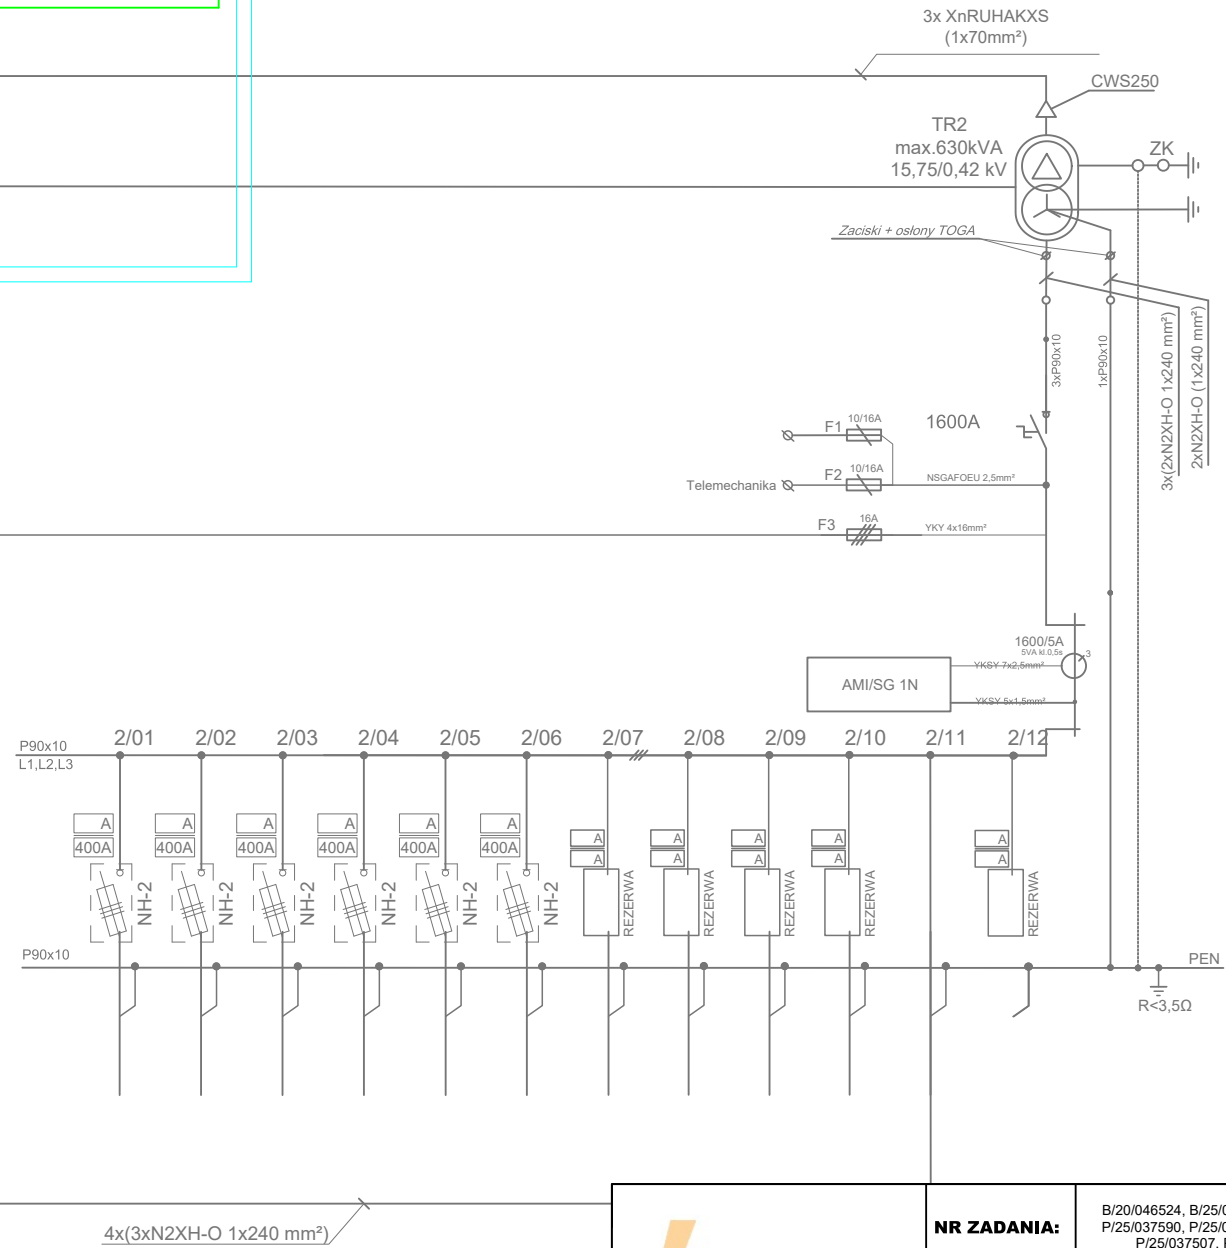 3x XnRUHAKXS
(1x70mm²)
CWS250
TR2
max.630kVA
15,75/0,42 kV
ZK
Zaciski + osłony TOGA
3xP90x10
1xP90x10
3x(2xN2XH-O 1x240 mm²)
2xN2XH-O (1x240 mm²)
1600A
F1
10/16A
Telemechanika
F2
10/16A
NSGAFOEU 2,5mm²
F3
16A
YKY 4x16mm²
1600/5A
5VA kl.0,5s
3
YKSY 7x2,5mm²
AMI/SG 1N
YKSY 5x1,5mm²
P90x10
L1,L2,L3
2/01 2/02 2/03 2/04 2/05 2/06 2/07 2/08 2/09 2/10 2/11 2/12
A A A A A A A A A A A
400A 400A 400A 400A 400A 400A A A A A A
NH-2 NH-2 NH-2 NH-2 NH-2 NH-2 REZERWA REZERWA REZERWA REZERWA REZERWA
P90x10
PEN
R<3,5Ω
4x(3xN2XH-O 1x240 mm²)
NR ZADANIA:
B/20/046524, B/25/0
P/25/037590, P/25/0
P/25/037507, P